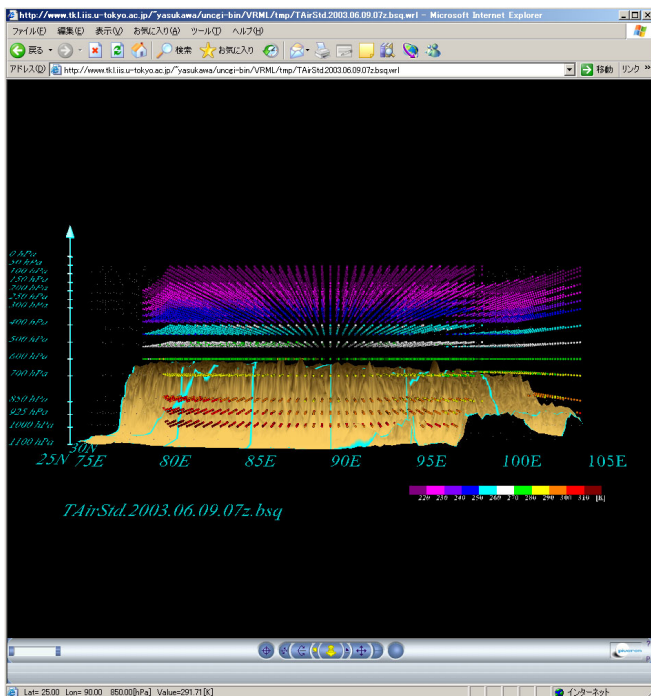 http://www.tkl.iis.u-tokyo.ac.jp/~yasukawa/uncgi-bin/VRML/tmp/TAirStd.2003.06.09.07z.bsq.wrl - Microsoft Internet Explorer
ファイル(F) 編集(E) 表示(V) お気に入り(A) ツール(T) ヘルプ(H)
戻る 検索 お気に入り
アドレス(D) http://www.tkl.iis.u-tokyo.ac.jp/~yasukawa/uncgi-bin/VRML/tmp/TAirStd.2003.06.09.07z.bsq.wrl 移動 リンク »
0 hPa
50 hPa
100 hPa
150 hPa
200 hPa
250 hPa
300 hPa
400 hPa
500 hPa
600 hPa
700 hPa
850 hPa
925 hPa
1000 hPa
1100 hPa
30N
25N 75E 80E 85E 90E 95E 100E 105E
220 230 240 250 260 270 280 290 300 310 [K]
TAirStd.2003.06.09.07z.bsq
Lat= 25.00 Lon= 90.00 850.00[hPa] Value=291.71 [K] インターネット